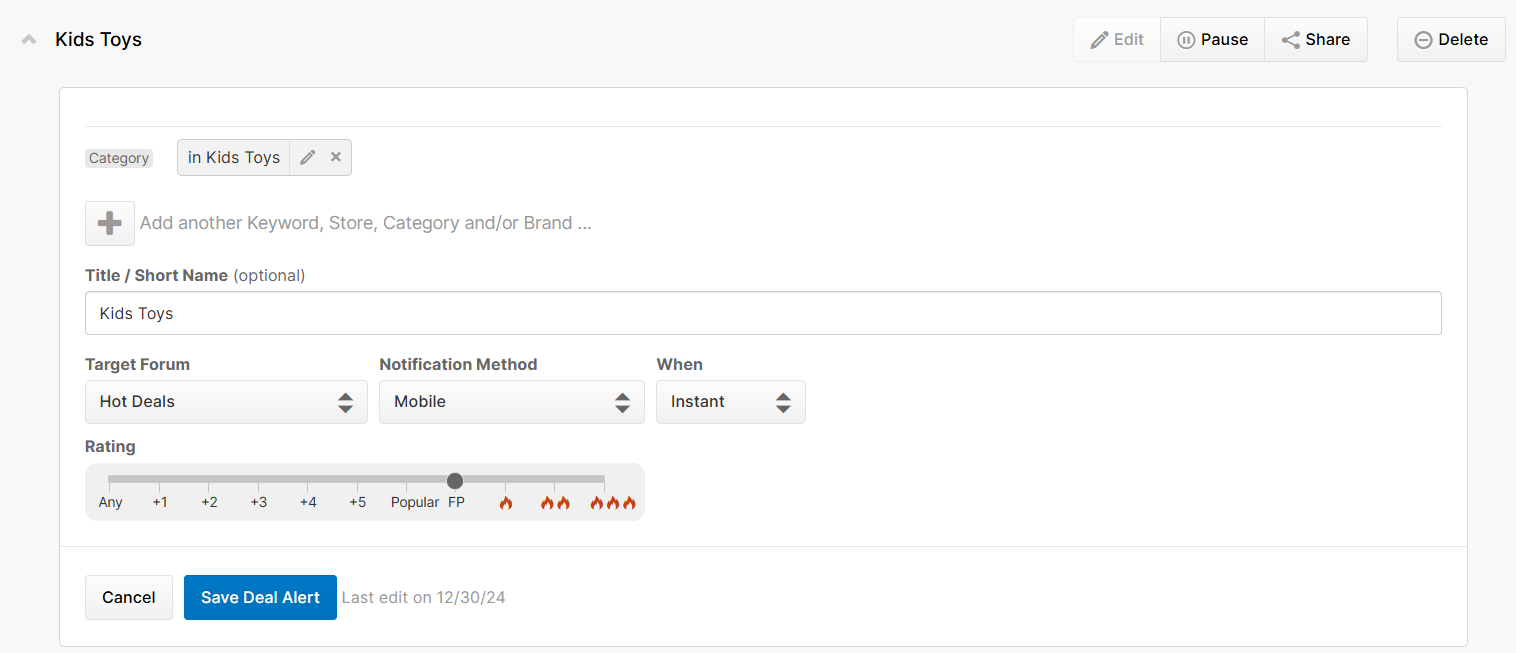 Kids Toys
Edit Pause Share Delete
Category in Kids Toys
Add another Keyword, Store, Category and/or Brand ...
Title / Short Name (optional)
Kids Toys
Target Forum Notification Method When
Hot Deals Mobile Instant
Rating
Any +1 +2 +3 +4 +5 Popular FP
Cancel Save Deal Alert Last edit on 12/30/24